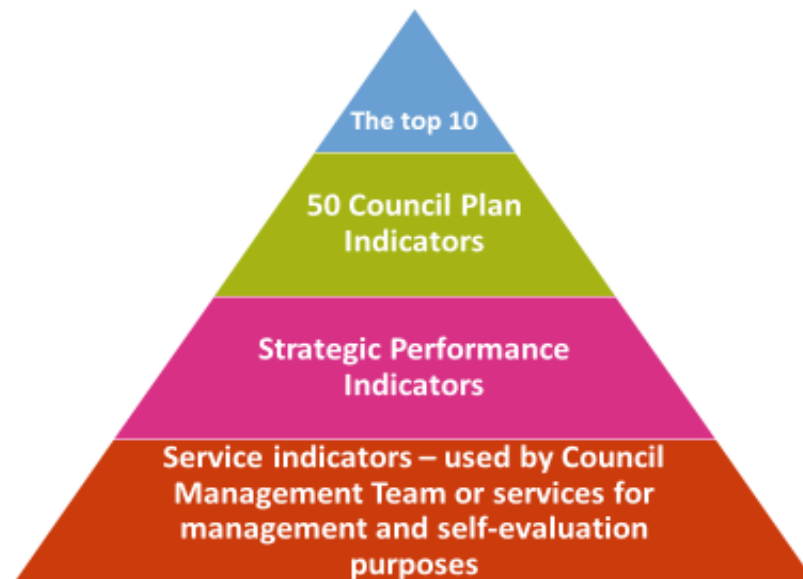 The top 10
50 Council Plan
Indicators
Strategic Performance
Indicators
Service indicators – used by Council
Management Team or services for
management and self-evaluation
purposes